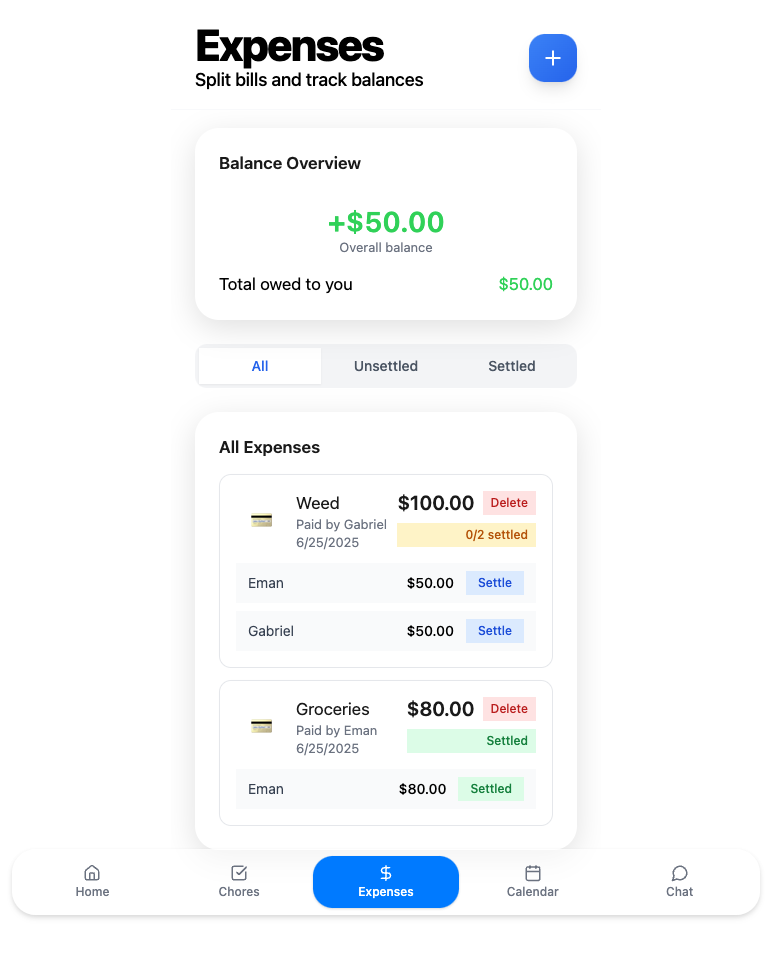 Expenses
Split bills and track balances
Balance Overview
+$50.00
Overall balance
Total owed to you $50.00
All Unsettled Settled
All Expenses
Weed $100.00 Delete
Paid by Gabriel 0/2 settled
6/25/2025
Eman $50.00 Settle
Gabriel $50.00 Settle
Groceries $80.00 Delete
Paid by Eman Settled
6/25/2025
Eman $80.00 Settled
Home Chores Expenses Calendar Chat